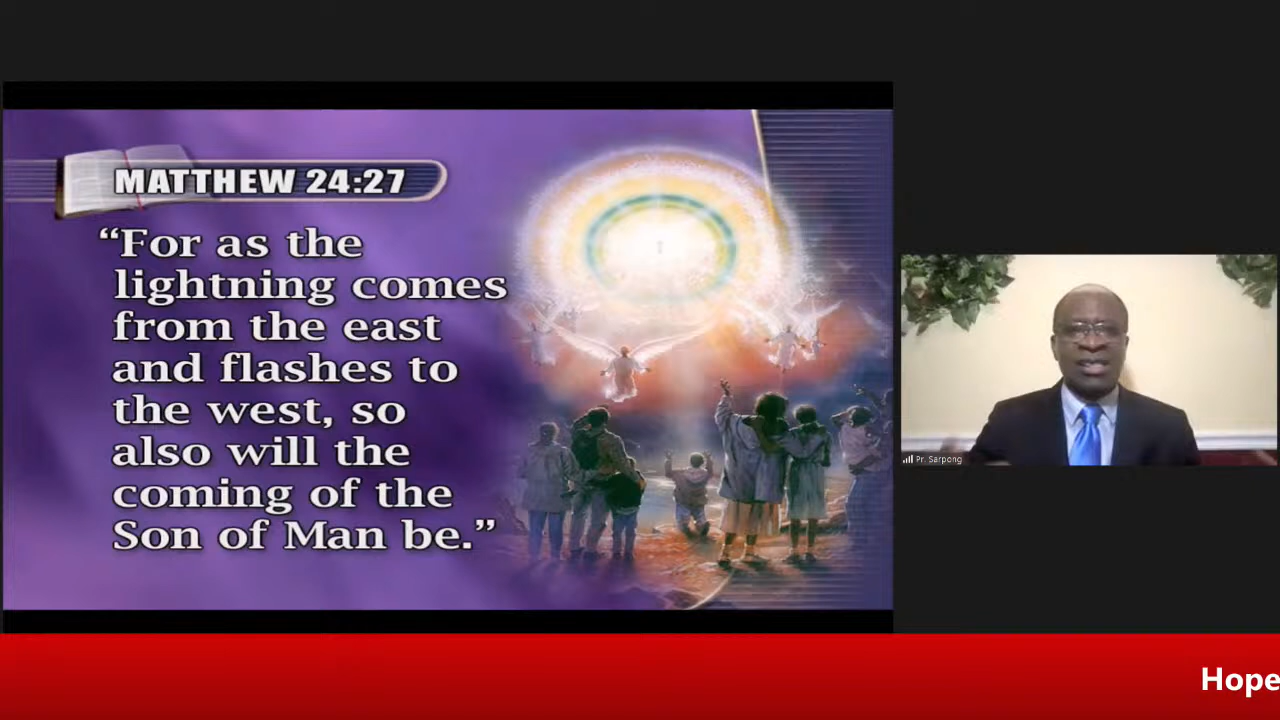 MATTHEW 24:27
“For as the
lightning comes
from the east
and flashes to
the west, so
also will the
coming of the
Son of Man be.”
Pr. Sarpong
Hope